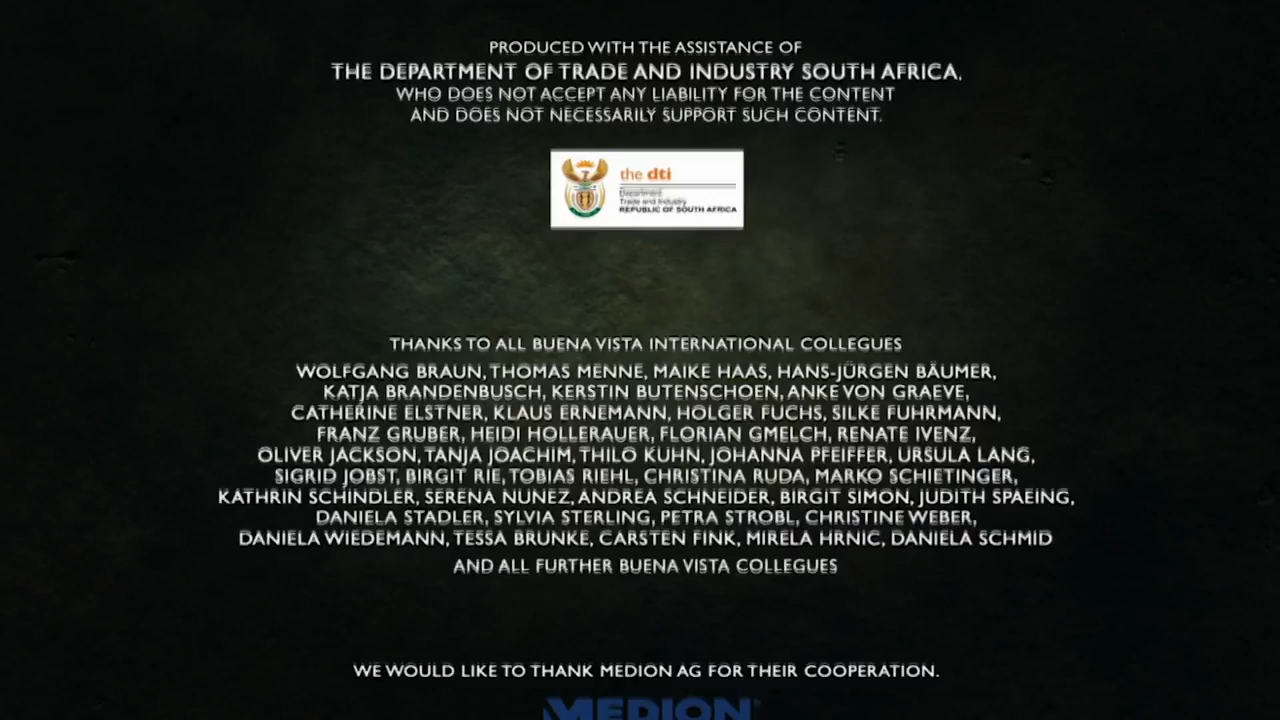 PRODUCED WITH THE ASSISTANCE OF
THE DEPARTMENT OF TRADE AND INDUSTRY SOUTH AFRICA,
WHO DOES NOT ACCEPT ANY LIABILITY FOR THE CONTENT
AND DOES NOT NECESSARILY SUPPORT SUCH CONTENT.
the dti
Department
Trade and Industry
REPUBLIC OF SOUTH AFRICA
THANKS TO ALL BUENA VISTA INTERNATIONAL COLLEGUES
WOLFGANG BRAUN, THOMAS MENNE, MAIKE HAAS, HANS-JÜRGEN BÄUMER,
KATJA BRANDENBUSCH, KERSTIN BUTENSCHOEN, ANKE VON GRAEVE,
CATHERINE ELSTNER, KLAUS ERNEMANN, HOLGER FUCHS, SILKE FUHRMANN,
FRANZ GRUBER, HEIDI HOLLERAUER, FLORIAN GMELCH, RENATE IVENZ,
OLIVER JACKSON, TANJA JOACHIM, THILO KUHN, JOHANNA PFEIFFER, URSULA LANG,
SIGRID JOBST, BIRGIT RIE, TOBIAS RIEHL, CHRISTINA RUDA, MARKO SCHIETINGER,
KATHRIN SCHINDLER, SERENA NUNEZ, ANDREA SCHNEIDER, BIRGIT SIMON, JUDITH SPAEING,
DANIELA STADLER, SYLVIA STERLING, PETRA STROBL, CHRISTINE WEBER,
DANIELA WIEDEMANN, TESSA BRUNKE, CARSTEN FINK, MIRELA HRNIC, DANIELA SCHMID
AND ALL FURTHER BUENA VISTA COLLEGUES
WE WOULD LIKE TO THANK MEDION AG FOR THEIR COOPERATION.
MEDION